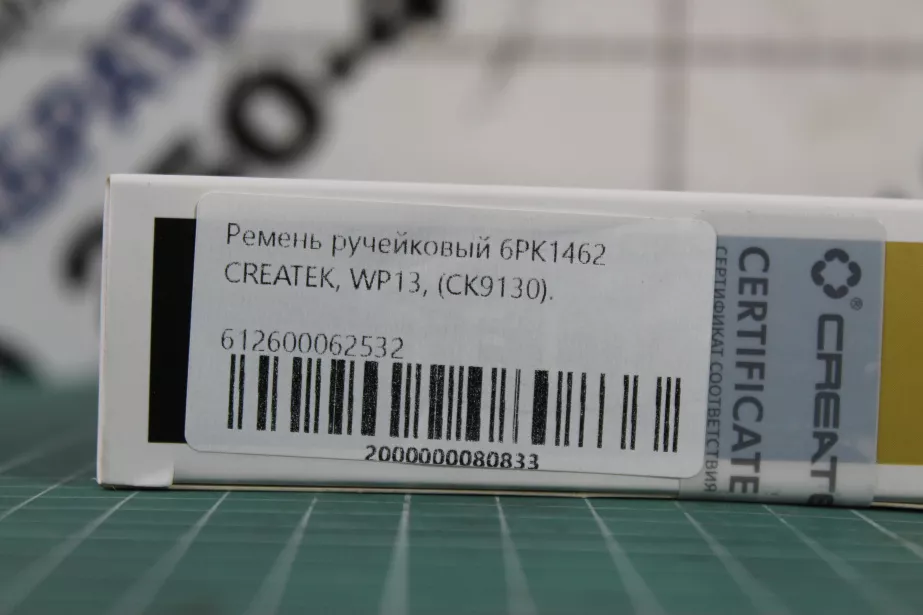 Ремень ручейковый 6PK1462
CREATEK, WP13, (CK9130).
612600062532
2000000080833
CERTIFICATE
СЕРТИФИКАТ СООТВЕТСТВИЯ
®
CREATE